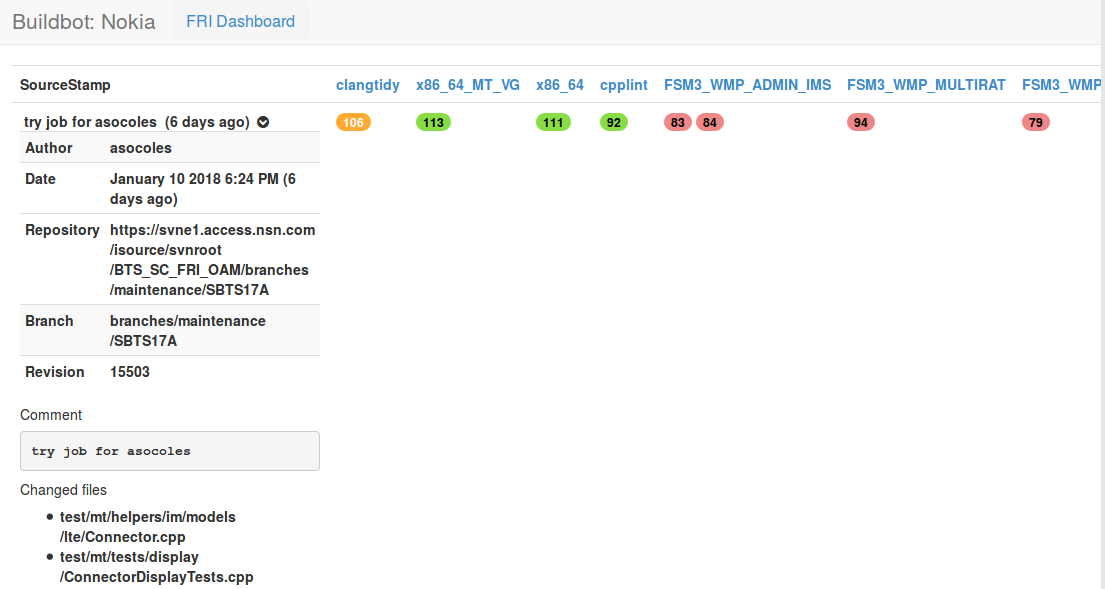 Buildbot: Nokia FRI Dashboard
SourceStamp clangtidy x86_64_MT_VG x86_64 cpplint FSM3_WMP_ADMIN_IMS FSM3_WMP_MULTIRAT FSM3_WMP
try job for asocoles (6 days ago) 106 113 111 92 83 84 94 79
Author asocoles
Date January 10 2018 6:24 PM (6
days ago)
Repository https://svne1.access.nsn.com
/isource/svnroot
/BTS_SC_FRI_OAM/branches
/maintenance/SBTS17A
Branch branches/maintenance
/SBTS17A
Revision 15503
Comment
try job for asocoles
Changed files
test/mt/helpers/im/models
/lte/Connector.cpp
test/mt/tests/display
/ConnectorDisplayTests.cpp